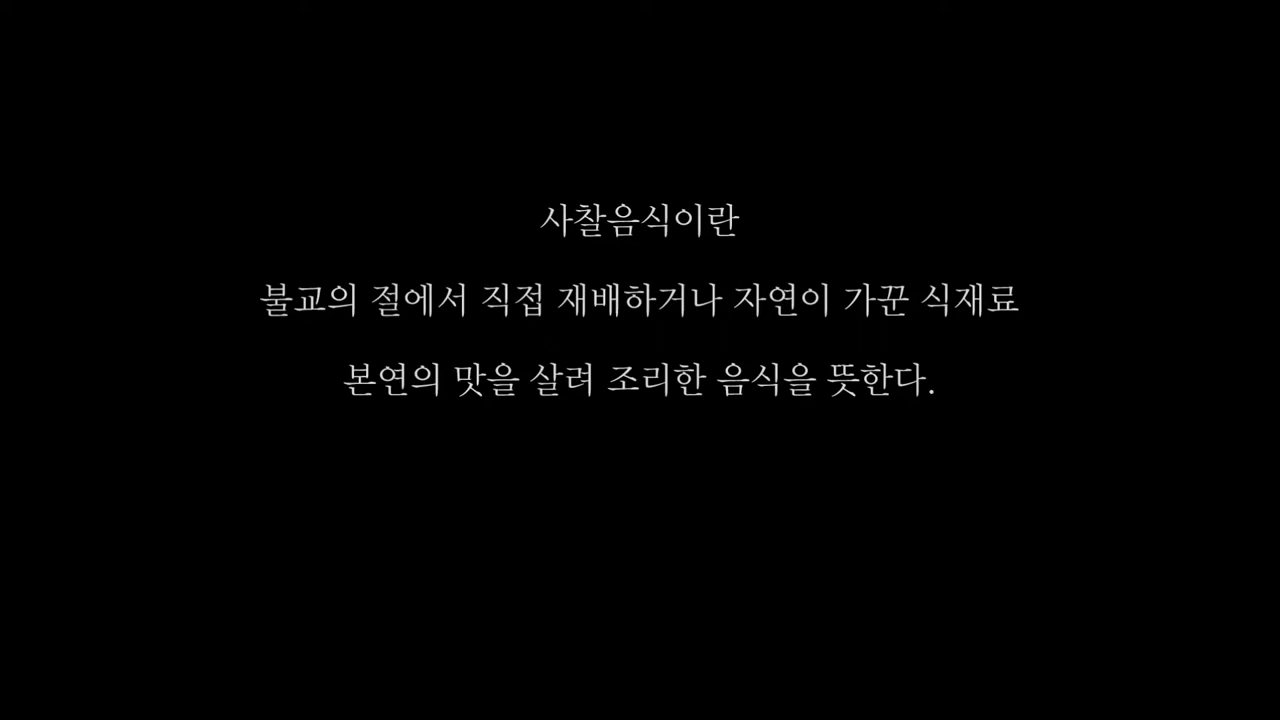 사찰음식이란
불교의 절에서 직접 재배하거나 자연이 가꾼 식재료
본연의 맛을 살려 조리한 음식을 뜻한다.